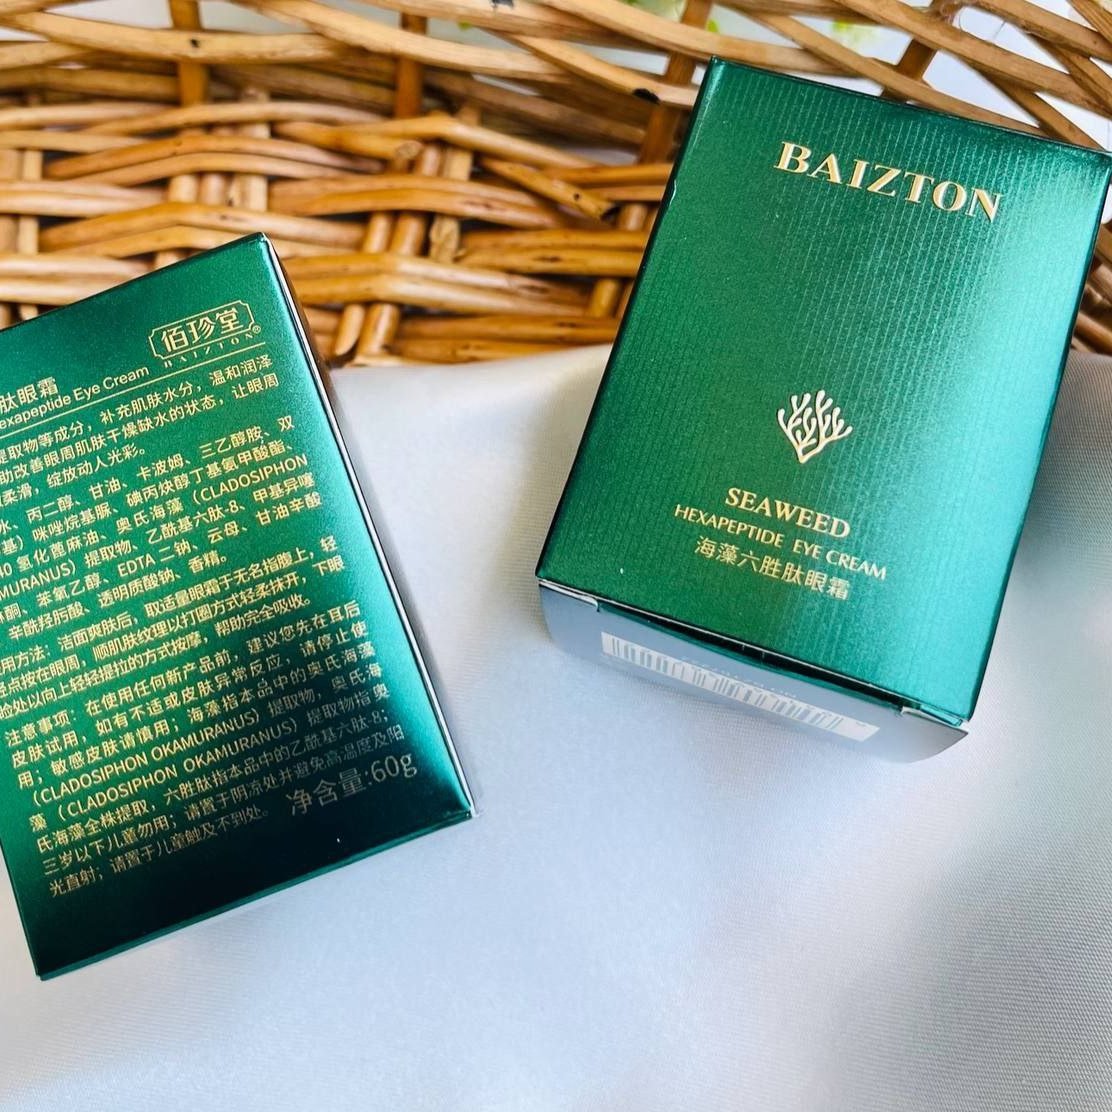 佰珍堂®
BAIZTON
肽眼霜
exapeptide Eye Cream
提取物等成分，补充肌肤水分，温和润泽
助改善眼周肌肤干燥缺水的状态，让眼周
柔滑，绽放动人光彩。
水、丙二醇、甘油、卡波姆、三乙醇胺、双
基）咪唑烷基脲、碘丙炔醇丁基氨甲酸酯、
40 氢化蓖麻油、奥氏海藻（CLADOSIPHON
MURANUS）提取物、乙酰基六肽-8、甲基异噻
啉酮、苯氧乙醇、EDTA 二钠、云母、甘油辛酸
辛酰羟肟酸、透明质酸钠、香精。
用方法：洁面爽肤后，取适量眼霜于无名指腹上，轻
轻点按在眼周，顺肌肤纹理以打圈方式轻柔抹开，下眼
睑处以向上轻轻提拉的方式按摩，帮助完全吸收。
注意事项：在使用任何新产品前，建议您先在耳后
皮肤试用，如有不适或皮肤异常反应，请停止使
用；敏感皮肤请慎用；海藻指本品中的奥氏海藻
（CLADOSIPHON OKAMURANUS）提取物，奥氏海
藻（CLADOSIPHON OKAMURANUS）提取物指奥
氏海藻全株提取，六胜肽指本品中的乙酰基六肽-8；
三岁以下儿童勿用；请置于阴凉处并避免高温度及阳
光直射；请置于儿童触及不到处。
净含量:60g
BAIZTON
SEAWEED
HEXAPEPTIDE EYE CREAM
海藻六胜肽眼霜